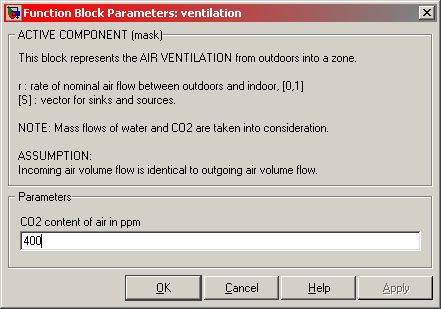 Function Block Parameters: ventilation
ACTIVE COMPONENT (mask)
This block represents the AIR VENTILATION from outdoors into a zone.
r : rate of nominal air flow between outdoors and indoor, [0,1]
[S] : vector for sinks and sources.
NOTE: Mass flows of water and CO2 are taken into consideration.
ASSUMPTION:
Incoming air volume flow is identical to outgoing air volume flow.
Parameters
CO2 content of air in ppm
400
OK Cancel Help Apply